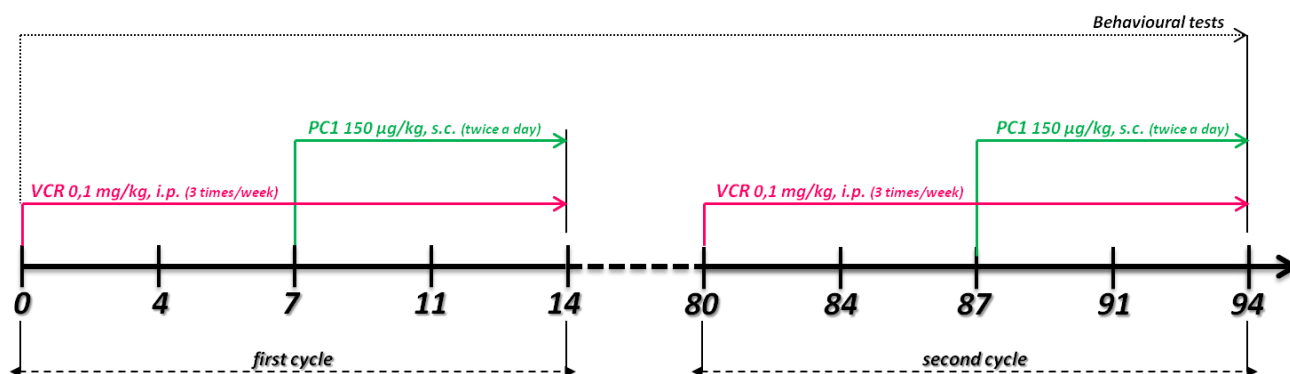 Behavioural tests
PC1 150 µg/kg, s.c. (twice a day)
PC1 150 µg/kg, s.c. (twice a day)
VCR 0,1 mg/kg, i.p. (3 times/week)
VCR 0,1 mg/kg, i.p. (3 times/week)
0 4 7 11 14 80 84 87 91 94
first cycle
second cycle